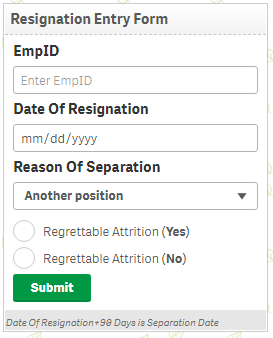 Resignation Entry Form
EmpID
Enter EmpID
Date Of Resignation
mm/dd/yyyy
Reason Of Separation
Another position
Regrettable Attrition (Yes)
Regrettable Attrition (No)
Submit
Date Of Resignation+90 Days is Separation Date